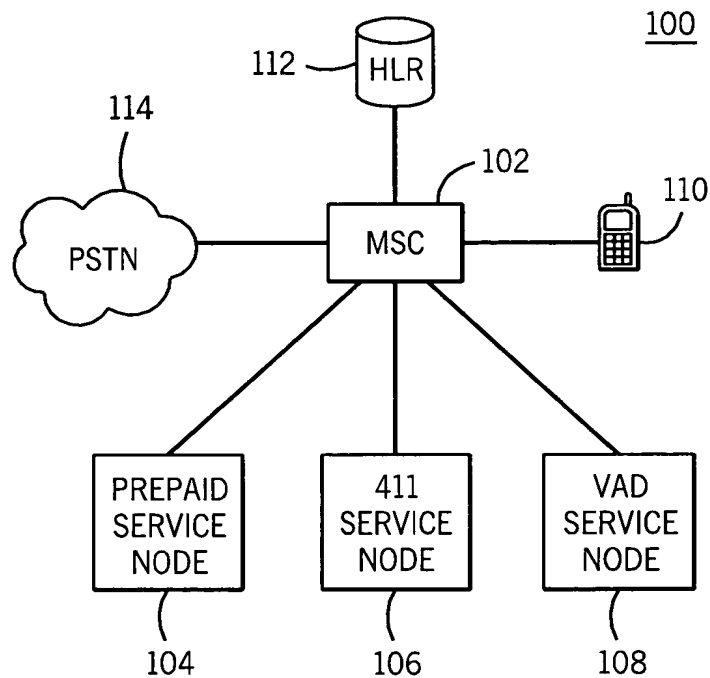 100
112
HLR
114
102
110
PSTN
MSC
PREPAID
SERVICE
NODE
411
SERVICE
NODE
VAD
SERVICE
NODE
104
106
108